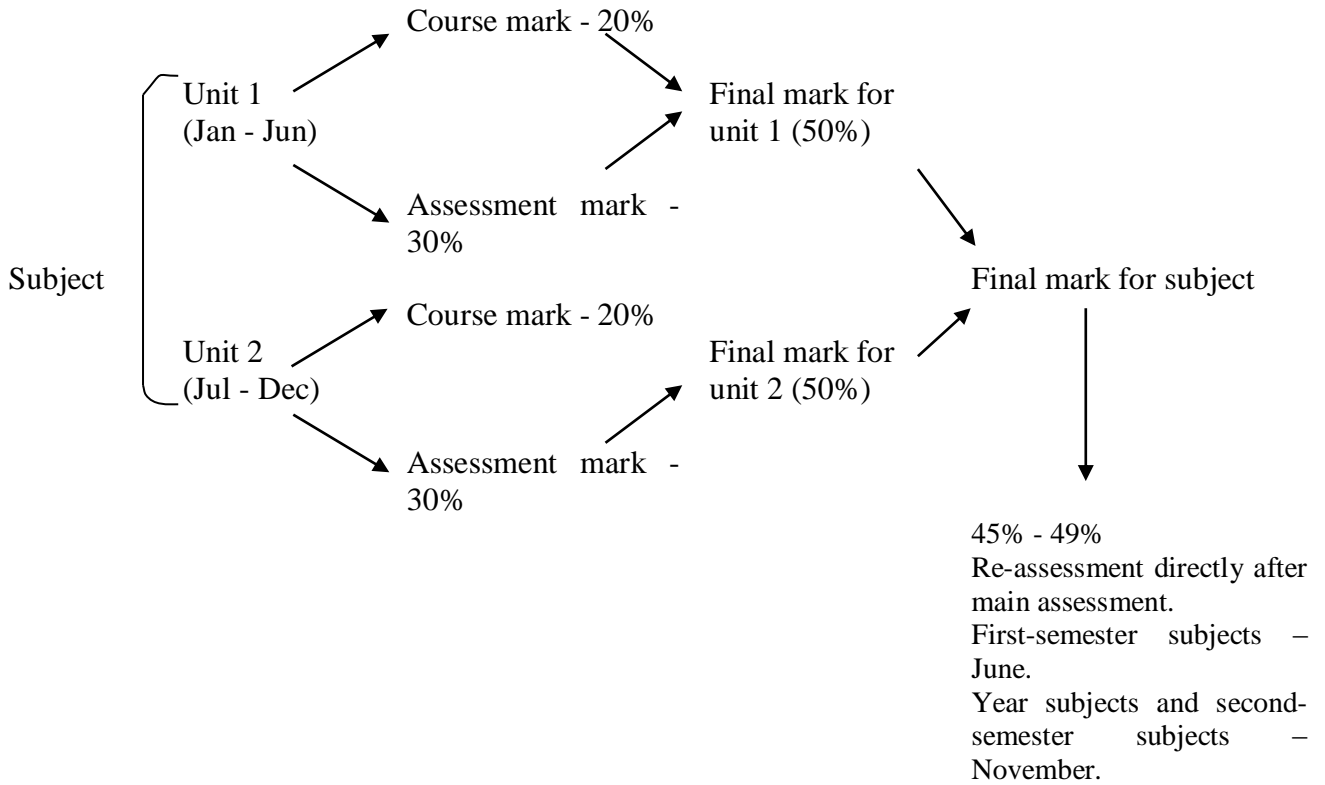 Course mark - 20%
Unit 1
(Jan - Jun)
Final mark for
unit 1 (50%)
Assessment mark -
30%
Subject
Final mark for subject
Course mark - 20%
Unit 2
(Jul - Dec)
Final mark for
unit 2 (50%)
Assessment mark -
30%
45% - 49%
Re-assessment directly after
main assessment.
First-semester subjects –
June.
Year subjects and second-
semester subjects –
November.